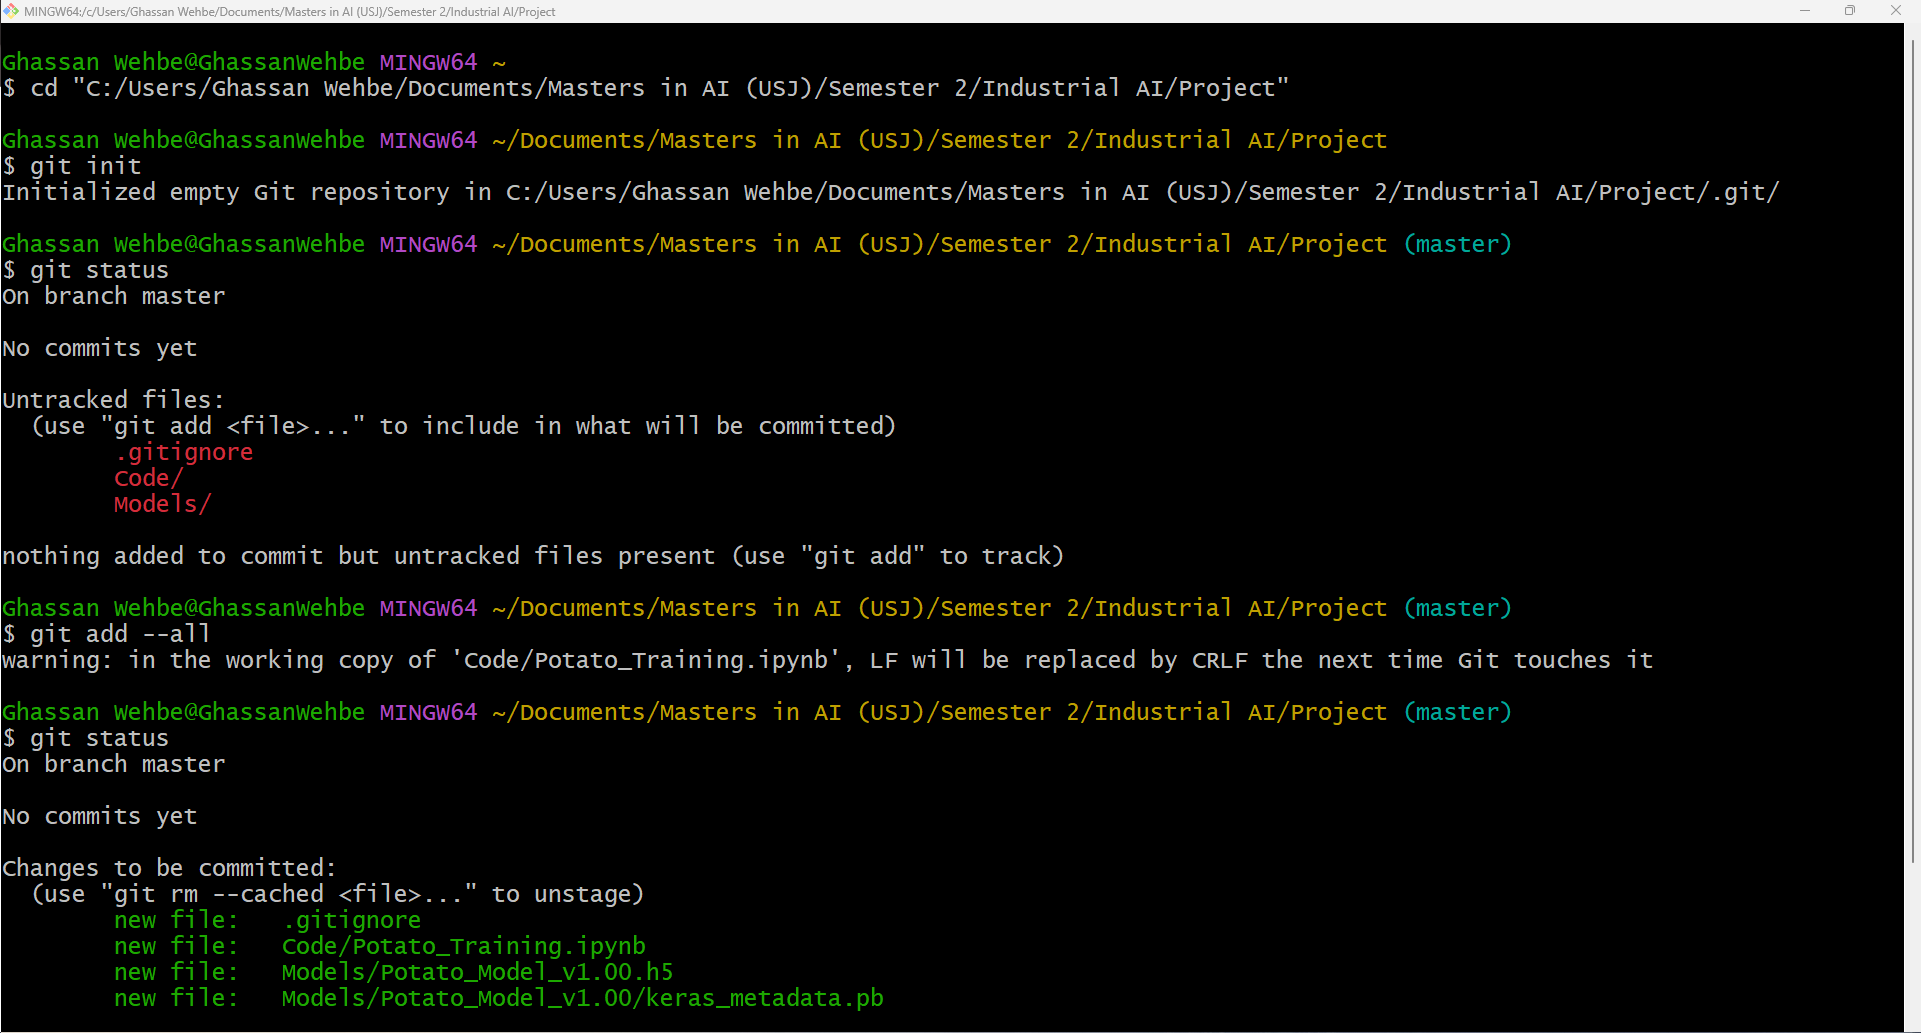 MINGW64:/c/Users/Ghassan Wehbe/Documents/Masters in AI (USJ)/Semester 2/Industrial AI/Project
Ghassan Wehbe@GhassanWehbe MINGW64 ~
$ cd "C:/Users/Ghassan Wehbe/Documents/Masters in AI (USJ)/Semester 2/Industrial AI/Project"
Ghassan Wehbe@GhassanWehbe MINGW64 ~/Documents/Masters in AI (USJ)/Semester 2/Industrial AI/Project
$ git init
Initialized empty Git repository in C:/Users/Ghassan Wehbe/Documents/Masters in AI (USJ)/Semester 2/Industrial AI/Project/.git/
Ghassan Wehbe@GhassanWehbe MINGW64 ~/Documents/Masters in AI (USJ)/Semester 2/Industrial AI/Project (master)
$ git status
On branch master
No commits yet
Untracked files:
  (use "git add <file>..." to include in what will be committed)
        .gitignore
        Code/
        Models/
nothing added to commit but untracked files present (use "git add" to track)
Ghassan Wehbe@GhassanWehbe MINGW64 ~/Documents/Masters in AI (USJ)/Semester 2/Industrial AI/Project (master)
$ git add --all
warning: in the working copy of 'Code/Potato_Training.ipynb', LF will be replaced by CRLF the next time Git touches it
Ghassan Wehbe@GhassanWehbe MINGW64 ~/Documents/Masters in AI (USJ)/Semester 2/Industrial AI/Project (master)
$ git status
On branch master
No commits yet
Changes to be committed:
  (use "git rm --cached <file>..." to unstage)
        new file:   .gitignore
        new file:   Code/Potato_Training.ipynb
        new file:   Models/Potato_Model_v1.00.h5
        new file:   Models/Potato_Model_v1.00/keras_metadata.pb